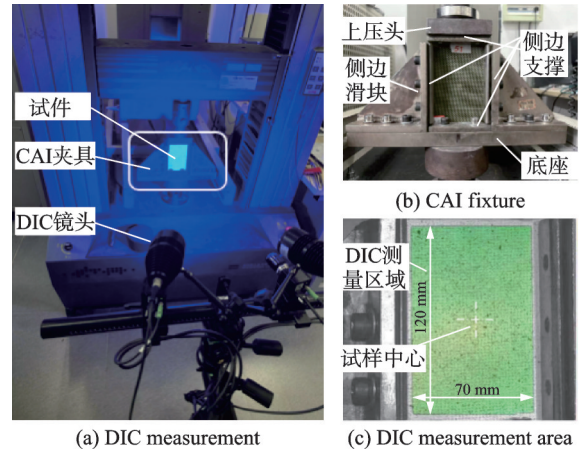 试件
CAI夹具
DIC镜头
(a) DIC measurement
上压头
侧边
滑块
侧边
支撑
底座
(b) CAI fixture
DIC测
量区域
120 mm
试样中心
70 mm
(c) DIC measurement area